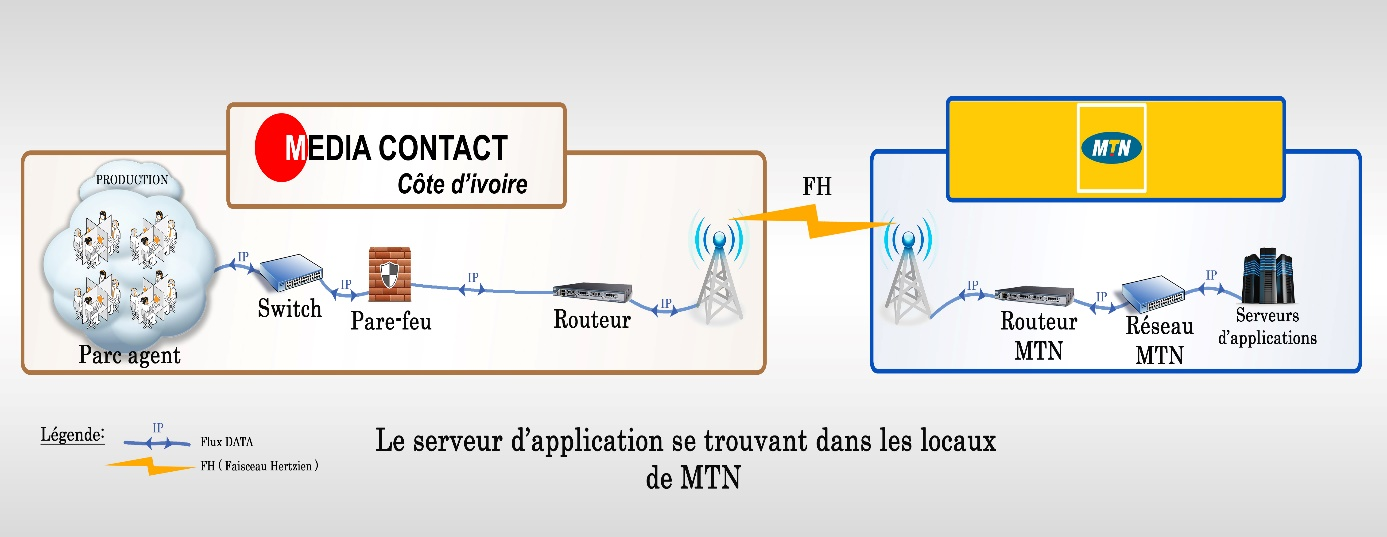 MEDIA CONTACT
Côte d'ivoire
MTN
PRODUCTION
FH
IP
IP
IP
IP
IP
IP
IP
Switch
Pare-feu
Routeur
Parc agent
Routeur
MTN
Réseau
MTN
Serveurs
d'applications
Légende:
IP
Flux DATA
FH ( Faisceau Hertzien )
Le serveur d'application se trouvant dans les locaux
de MTN